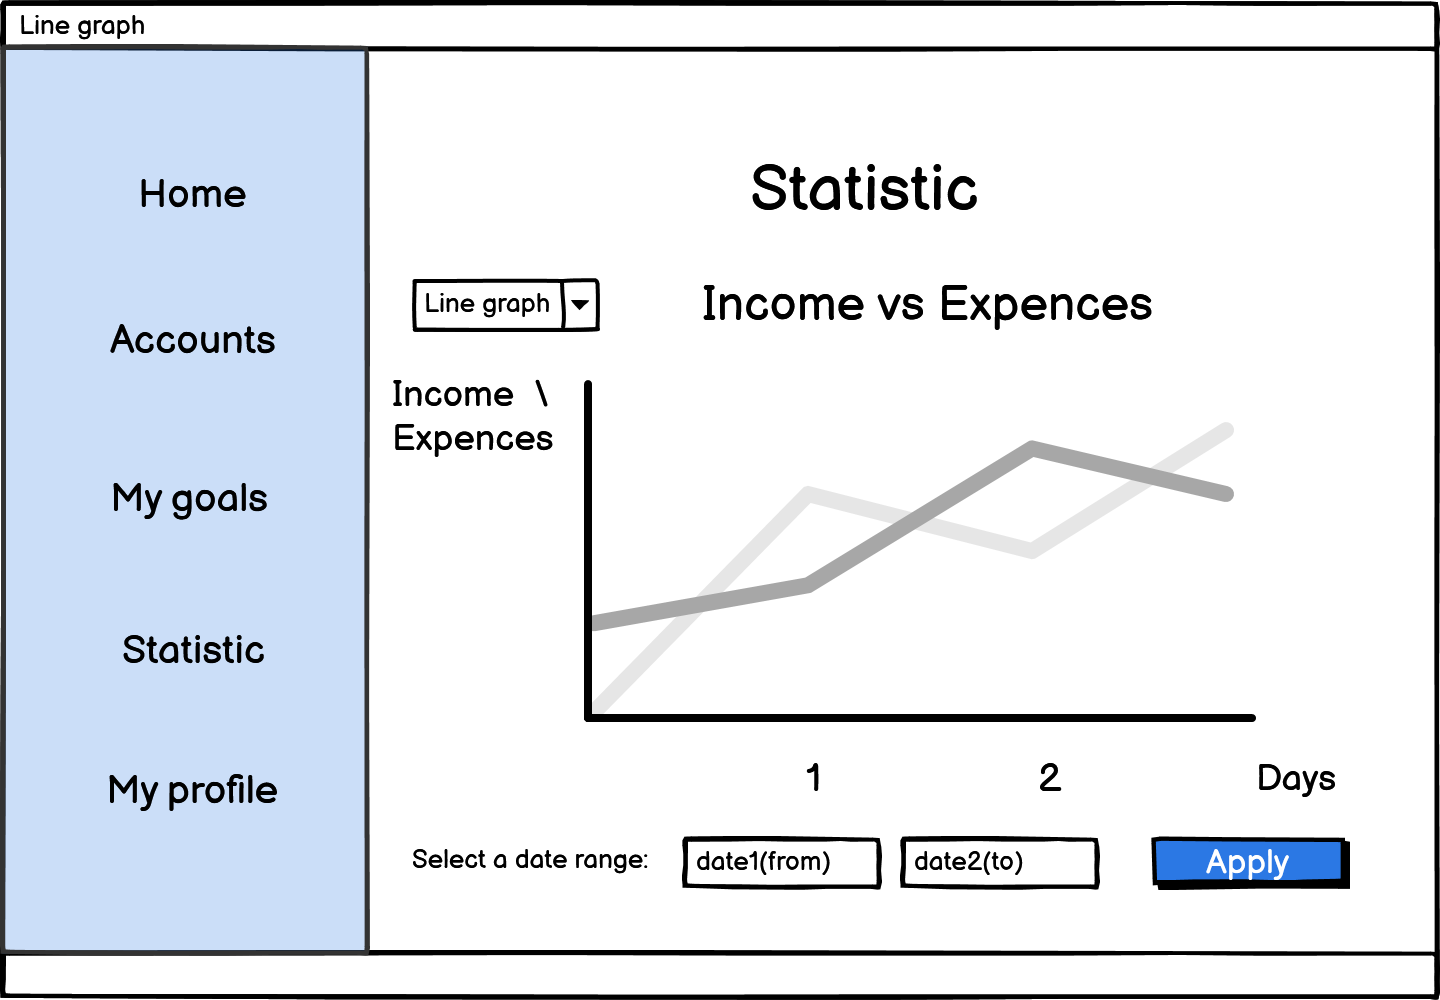 Line graph
Home
Accounts
My goals
Statistic
My profile
Statistic
Line graph
Income vs Expences
Income \
Expences
1 2 Days
Select a date range: date1(from) date2(to) Apply